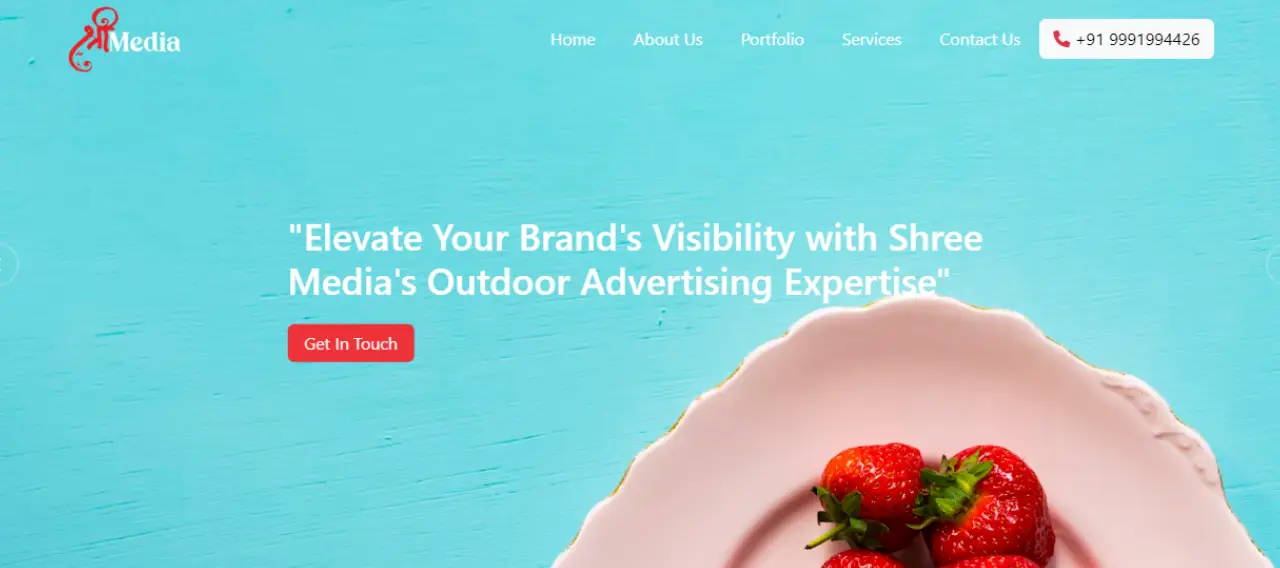 श्री Media
Home
About Us
Portfolio
Services
Contact Us
+91 9991994426
"Elevate Your Brand's Visibility with Shree
Media's Outdoor Advertising Expertise"
Get In Touch